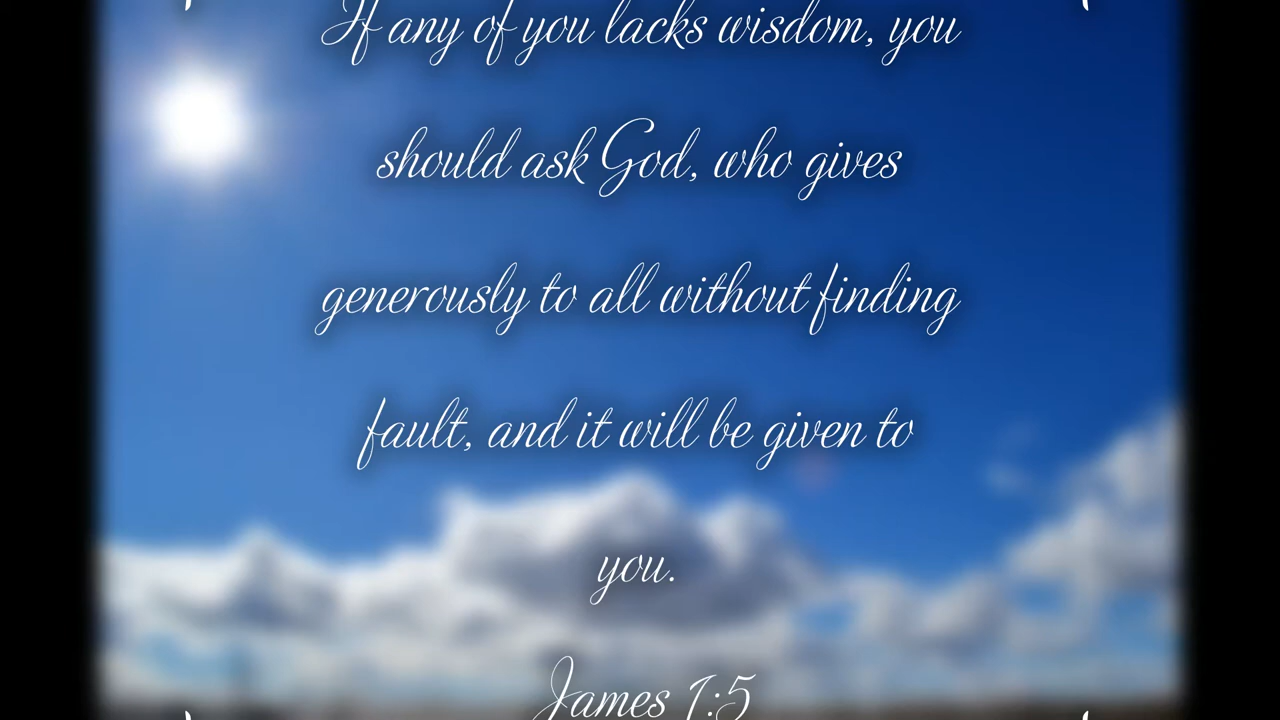 If any of you lacks wisdom, you
should ask God, who gives
generously to all without finding
fault, and it will be given to
you.
James 1:5